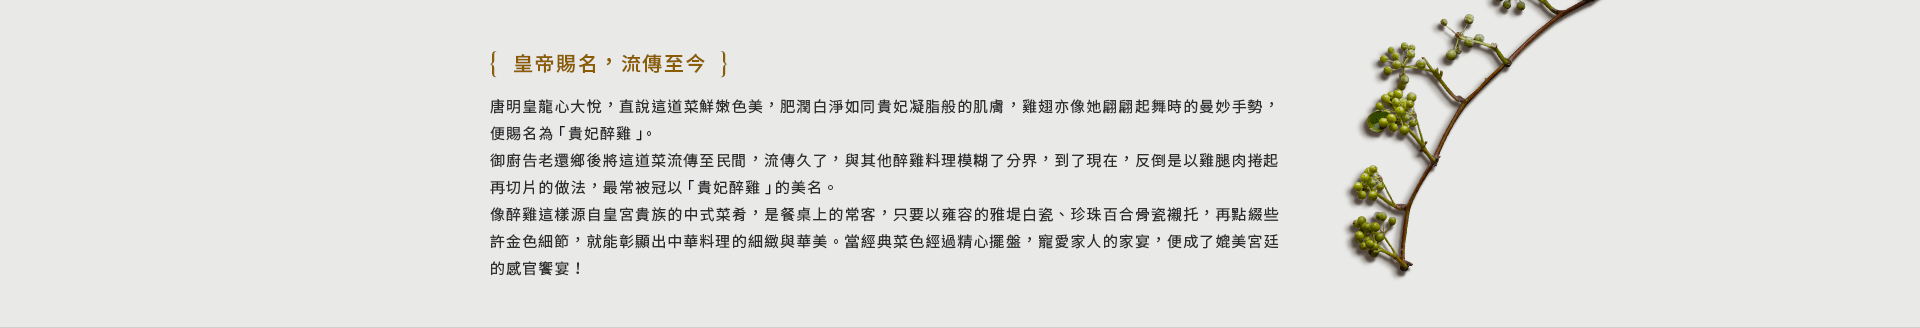 { 皇帝賜名，流傳至今 }
唐明皇龍心大悅，直說這道菜鮮嫩色美，肥潤白淨如同貴妃凝脂般的肌膚，雞翅亦像她翩翩起舞時的曼妙手勢，
便賜名為「貴妃醉雞」。
御廚告老還鄉後將這道菜流傳至民間，流傳久了，與其他醉雞料理模糊了分界，到了現在，反倒是以雞腿肉捲起
再切片的做法，最常被冠以「貴妃醉雞」的美名。
像醉雞這樣源自皇宮貴族的中式菜肴，是餐桌上的常客，只要以雍容的雅堤白瓷、珍珠百合骨瓷襯托，再點綴些
許金色細節，就能彰顯出中華料理的細緻與華美。當經典菜色經過精心擺盤，寵愛家人的家宴，便成了媲美宮廷
的感官饗宴！